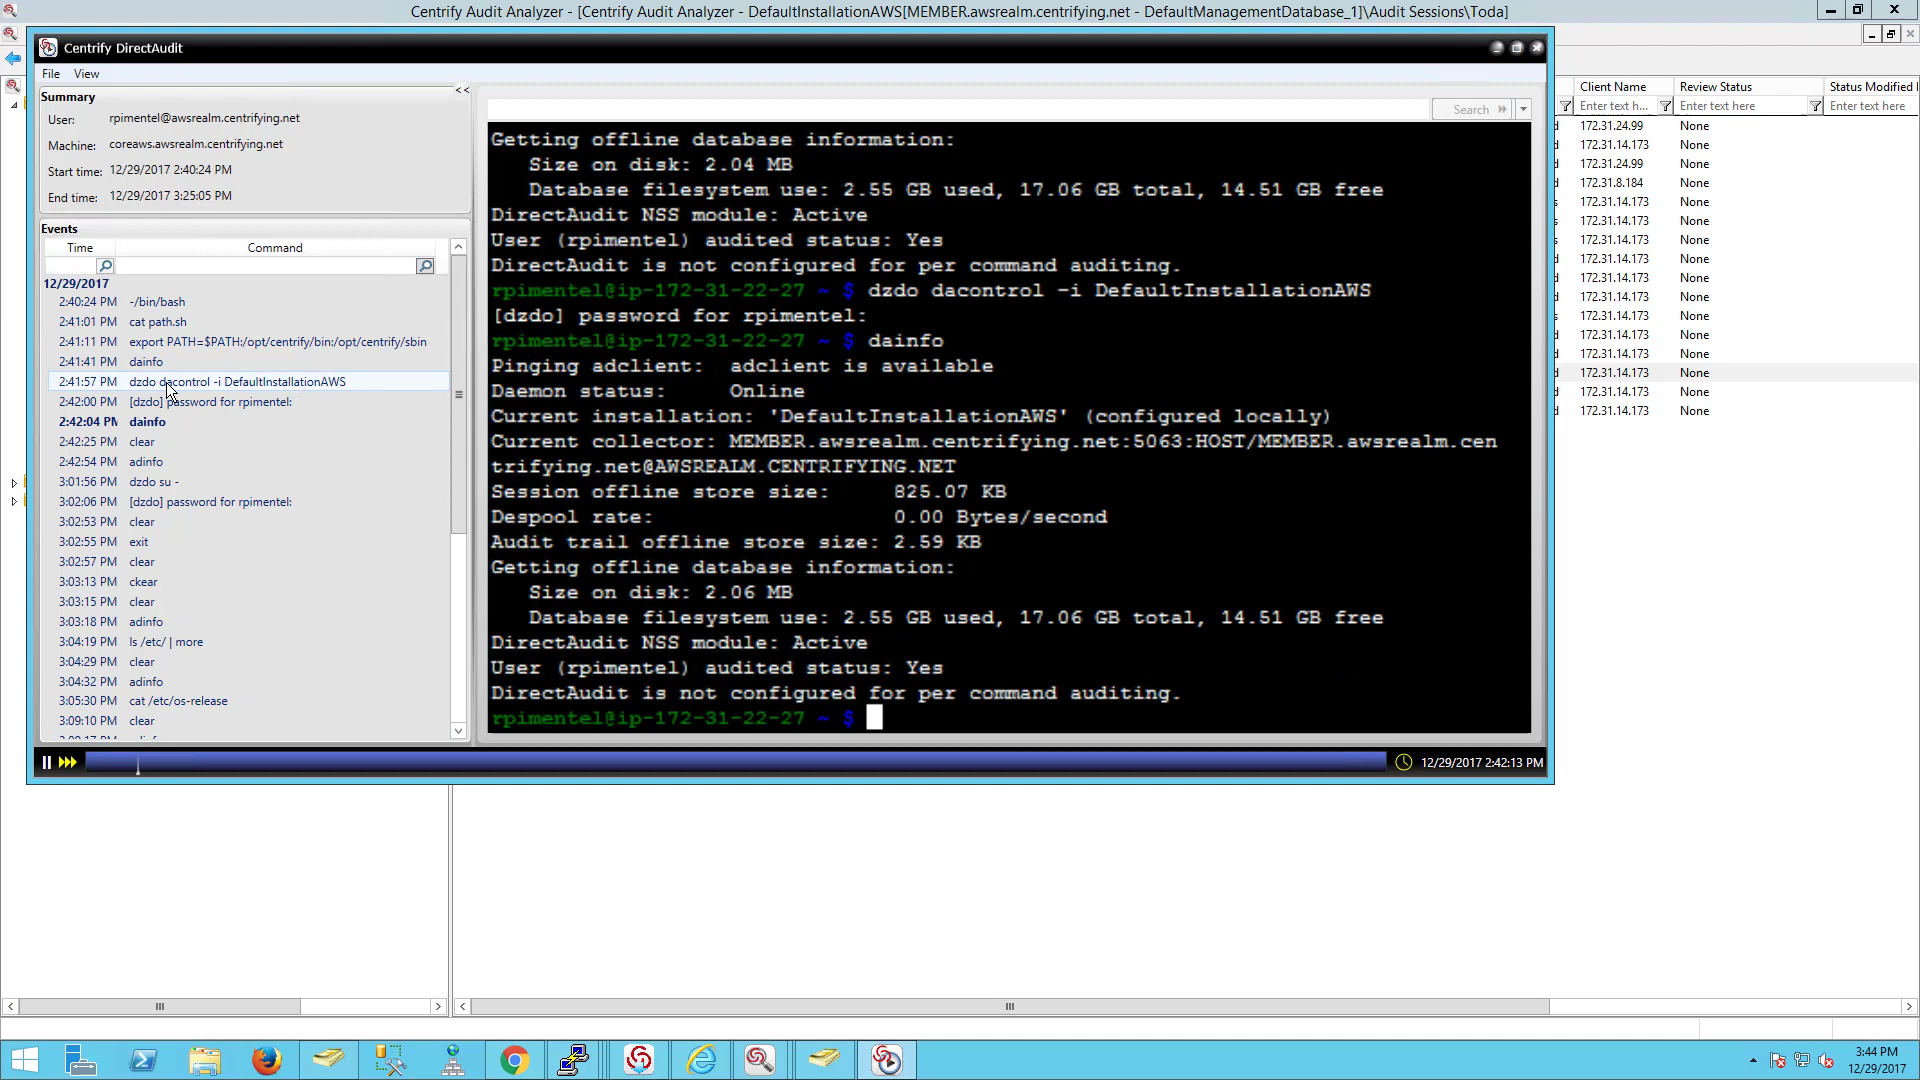 Centrify Audit Analyzer - [Centrify Audit Analyzer - DefaultInstallationAWS[MEMBER.awsrealm.centrifying.net - DefaultManagementDatabase_1]\Audit Sessions\Toda]
Centrify DirectAudit
File View
Summary
User: rpimentel@awsrealm.centrifying.net
Machine: coreaws.awsrealm.centrifying.net
Start time: 12/29/2017 2:40:24 PM
End time: 12/29/2017 3:25:05 PM
<<
Events
Time Command
12/29/2017
2:40:24 PM -/bin/bash
2:41:01 PM cat path.sh
2:41:11 PM export PATH=$PATH:/opt/centrify/bin:/opt/centrify/sbin
2:41:41 PM dainfo
2:41:57 PM dzdo dacontrol -i DefaultInstallationAWS
2:42:00 PM [dzdo] password for rpimentel:
2:42:04 PM dainfo
2:42:25 PM clear
2:42:54 PM adinfo
3:01:56 PM dzdo su -
3:02:06 PM [dzdo] password for rpimentel:
3:02:53 PM clear
3:02:55 PM exit
3:02:57 PM clear
3:03:13 PM ckear
3:03:15 PM clear
3:03:18 PM adinfo
3:04:19 PM ls /etc/ | more
3:04:29 PM clear
3:04:32 PM adinfo
3:05:30 PM cat /etc/os-release
3:09:10 PM clear
Search
Getting offline database information:
Size on disk: 2.04 MB
Database filesystem use: 2.55 GB used, 17.06 GB total, 14.51 GB free
DirectAudit NSS module: Active
User (rpimentel) audited status: Yes
DirectAudit is not configured for per command auditing.
rpimentel@ip-172-31-22-27 ~ $ dzdo dacontrol -i DefaultInstallationAWS
[dzdo] password for rpimentel:
rpimentel@ip-172-31-22-27 ~ $ dainfo
Pinging adclient: adclient is available
Daemon status: Online
Current installation: 'DefaultInstallationAWS' (configured locally)
Current collector: MEMBER.awsrealm.centrifying.net:5063:HOST/MEMBER.awsrealm.cen
trifying.net@AWSREALM.CENTRIFYING.NET
Session offline store size: 825.07 KB
Despool rate: 0.00 Bytes/second
Audit trail offline store size: 2.59 KB
Getting offline database information:
Size on disk: 2.06 MB
Database filesystem use: 2.55 GB used, 17.06 GB total, 14.51 GB free
DirectAudit NSS module: Active
User (rpimentel) audited status: Yes
DirectAudit is not configured for per command auditing.
rpimentel@ip-172-31-22-27 ~ $
12/29/2017 2:42:13 PM
Client Name Review Status Status Modified
Enter text h... Enter text here Enter text here
172.31.24.99 None
172.31.14.173 None
172.31.24.99 None
172.31.8.184 None
172.31.14.173 None
172.31.14.173 None
172.31.14.173 None
172.31.14.173 None
172.31.14.173 None
172.31.14.173 None
172.31.14.173 None
172.31.14.173 None
172.31.14.173 None
172.31.14.173 None
172.31.14.173 None
172.31.14.173 None
3:44 PM
12/29/2017